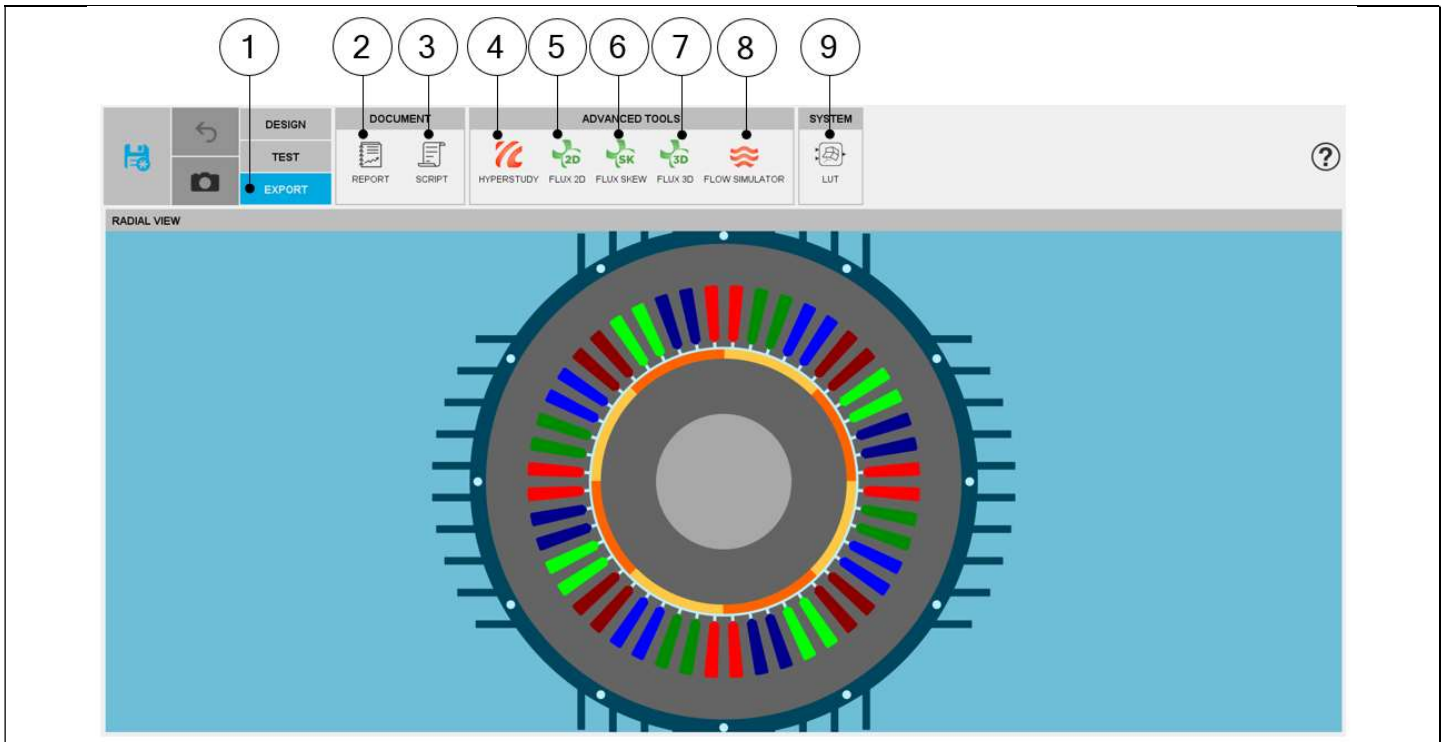 1 2 3 4 5 6 7 8 9
DESIGN DOCUMENT ADVANCED TOOLS SYSTEM
TEST
2D SK 3D
REPORT SCRIPT HYPERSTUDY FLUX 2D FLUX SKEW FLUX 3D FLOW SIMULATOR LUT
EXPORT
?
RADIAL VIEW